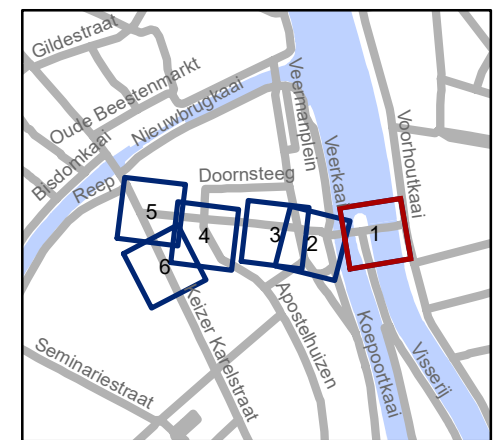 Gildestraat
Oude Beestenmarkt
Nieuwbrugkaai
Bisdomkaai
Reep
Veermanplein
Veerkaai
Voorhoutkaai
Doornsteeg
5
4
3
2
1
6
Keizer Karelstraat
Apostelhuizen
Koepoortkaai
Visserij
Seminariestraat